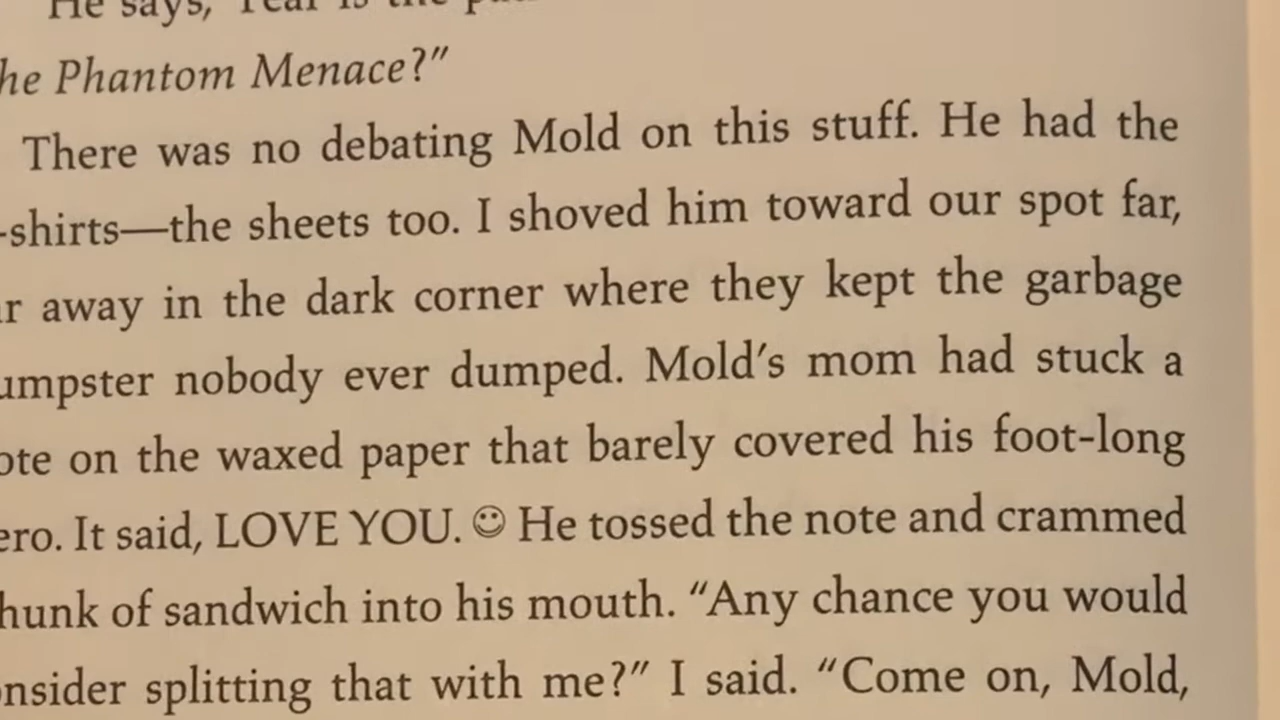 He says, "Fear is the
he Phantom Menace?"
There was no debating Mold on this stuff. He had the
-shirts—the sheets too. I shoved him toward our spot far,
r away in the dark corner where they kept the garbage
umpster nobody ever dumped. Mold's mom had stuck a
ote on the waxed paper that barely covered his foot-long
ero. It said, LOVE YOU. ☺ He tossed the note and crammed
hunk of sandwich into his mouth. "Any chance you would
nsider splitting that with me?" I said. "Come on, Mold,